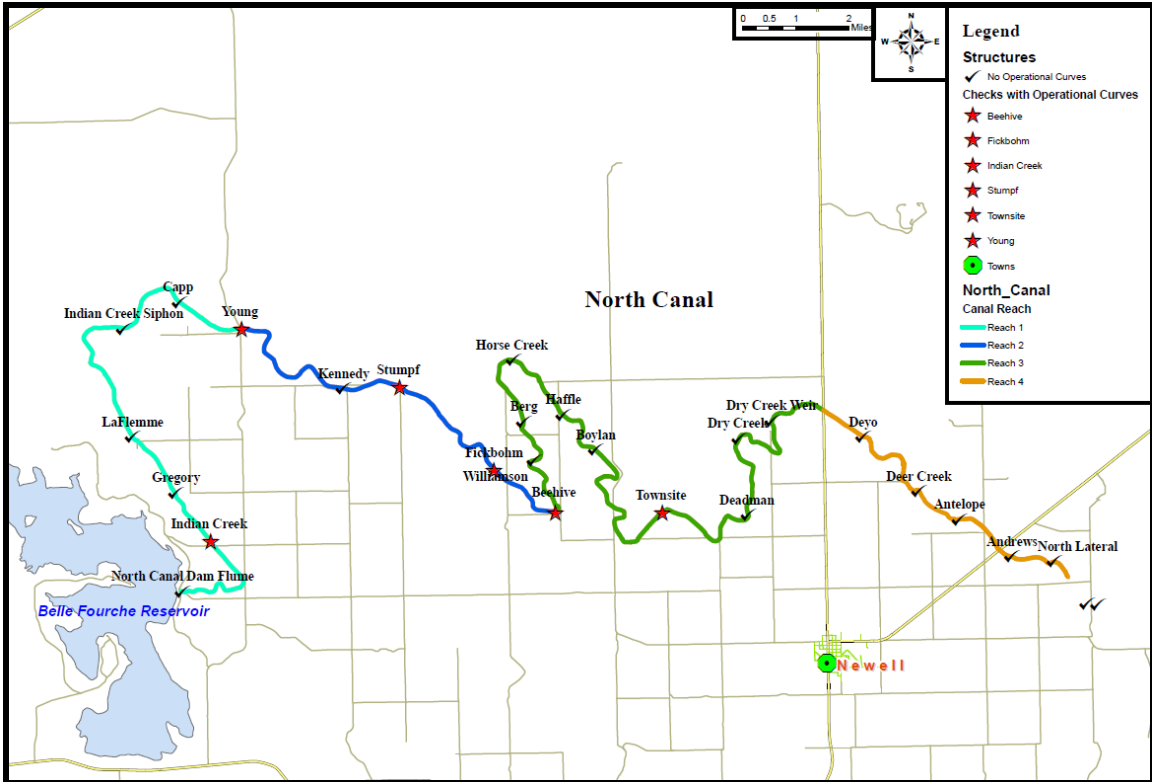 0 0.5 1 2
Miles
N
W E
S
Legend
Structures
No Operational Curves
Checks with Operational Curves
Beehive
Fickbohm
Indian Creek
Stumpf
Townsite
Young
Towns
North_Canal
Canal Reach
Reach 1
Reach 2
Reach 3
Reach 4
North Canal
Capp
Indian Creek Siphon
Young
Horse Creek
Kennedy
Stumpf
Haffle
Berg
Dry Creek Weir
Dry Creek
Deyo
LaFlemme
Boylan
Fickbohm
Williamson
Gregory
Deer Creek
Beehive
Townsite
Deadman
Antelope
Indian Creek
Andrews
North Lateral
North Canal Dam Flume
Belle Fourche Reservoir
Newell